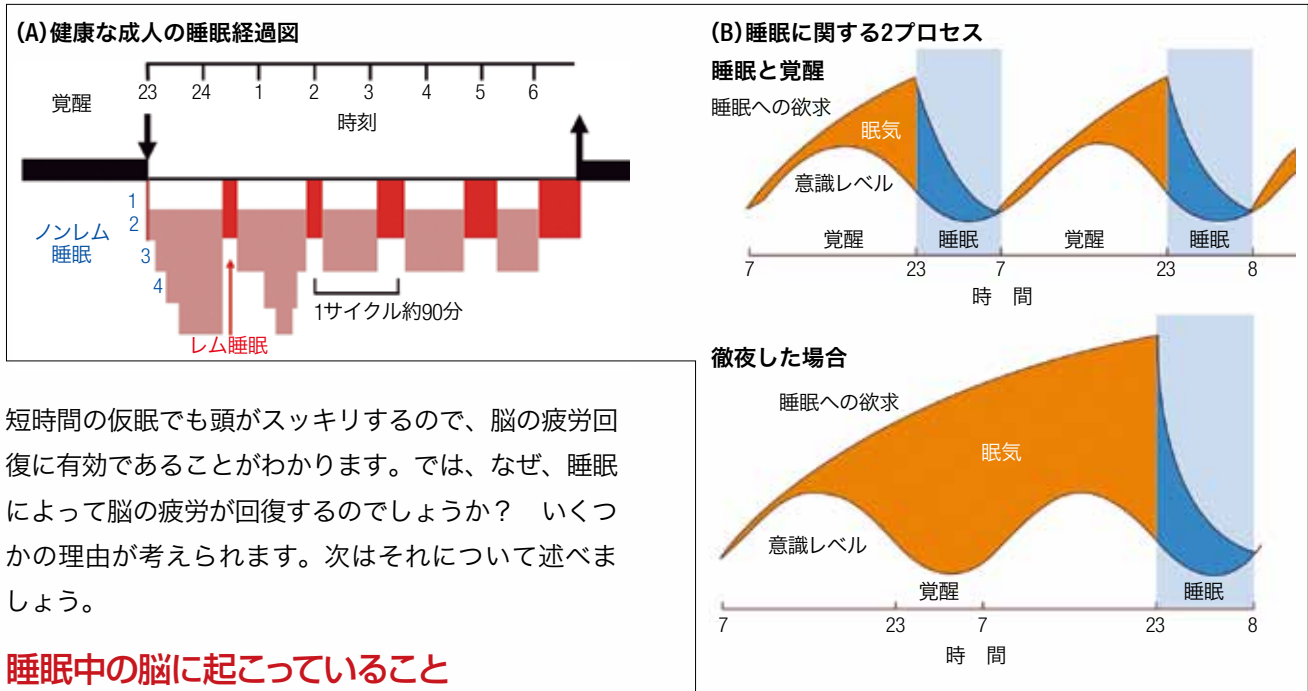 (A)健康な成人の睡眠経過図
覚醒
23 24 1 2 3 4 5 6
時刻
1
2
3
4
ノンレム
睡眠
1サイクル約90分
レム睡眠
(B)睡眠に関する2プロセス
睡眠と覚醒
睡眠への欲求
眠気
意識レベル
覚醒 睡眠 覚醒 睡眠
7 23 7 23 8
時 間
徹夜した場合
睡眠への欲求
眠気
意識レベル
覚醒 睡眠
7 23 7 23 8
時 間
短時間の仮眠でも頭がスッキリするので、脳の疲労回
復に有効であることがわかります。では、なぜ、睡眠
によって脳の疲労が回復するのでしょうか？　いくつ
かの理由が考えられます。次はそれについて述べま
しょう。
睡眠中の脳に起こっていること